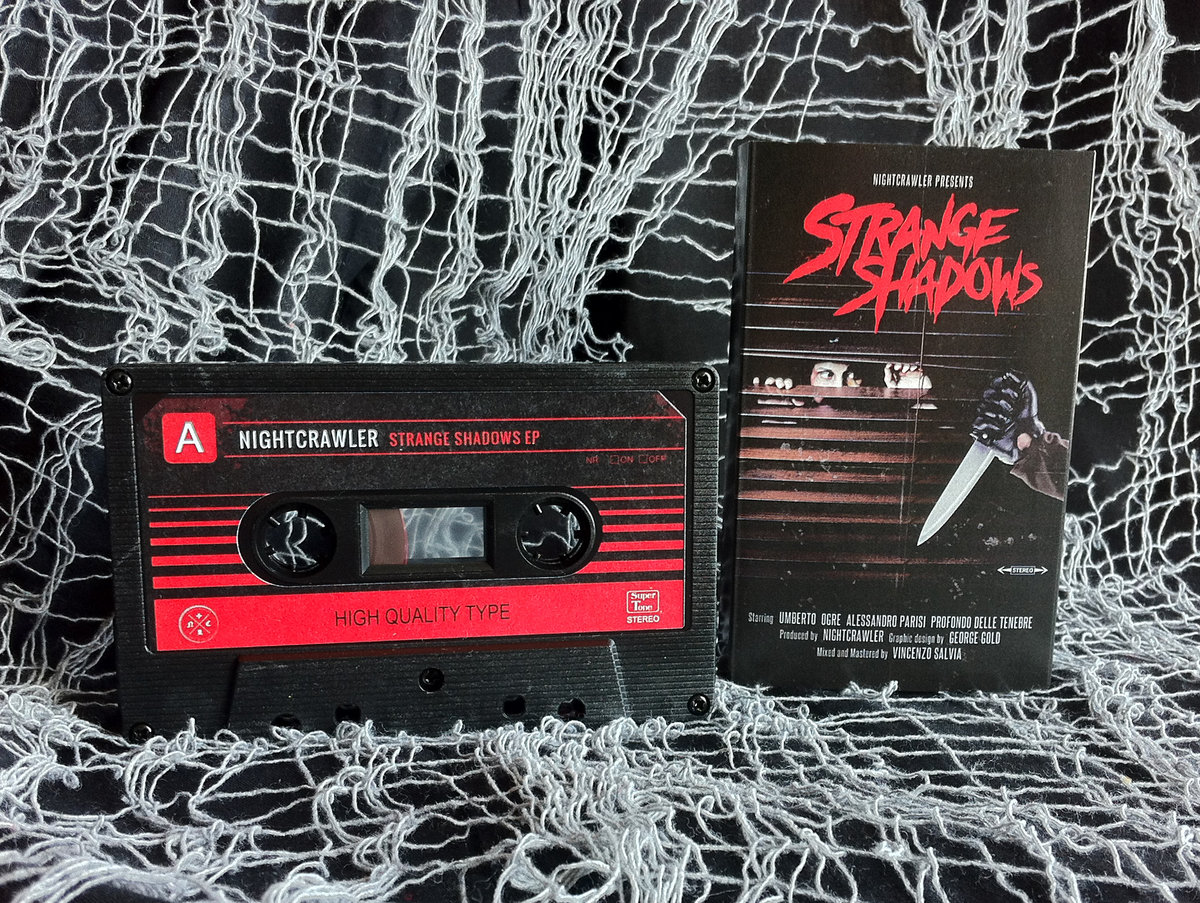 A
NIGHTCRAWLER STRANGE SHADOWS EP
NR ON OFF
HIGH QUALITY TYPE
Super
Tone
STEREO
NIGHTCRAWLER PRESENTS
STRANGE
SHADOWS
STEREO
Starring UMBERTO OGRE ALESSANDRO PARISI PROFONDO DELLE TENEBRE
Produced by NIGHTCRAWLER Graphic design by GEORGE GOLD
Mixed and Mastered by VINCENZO SALVIA